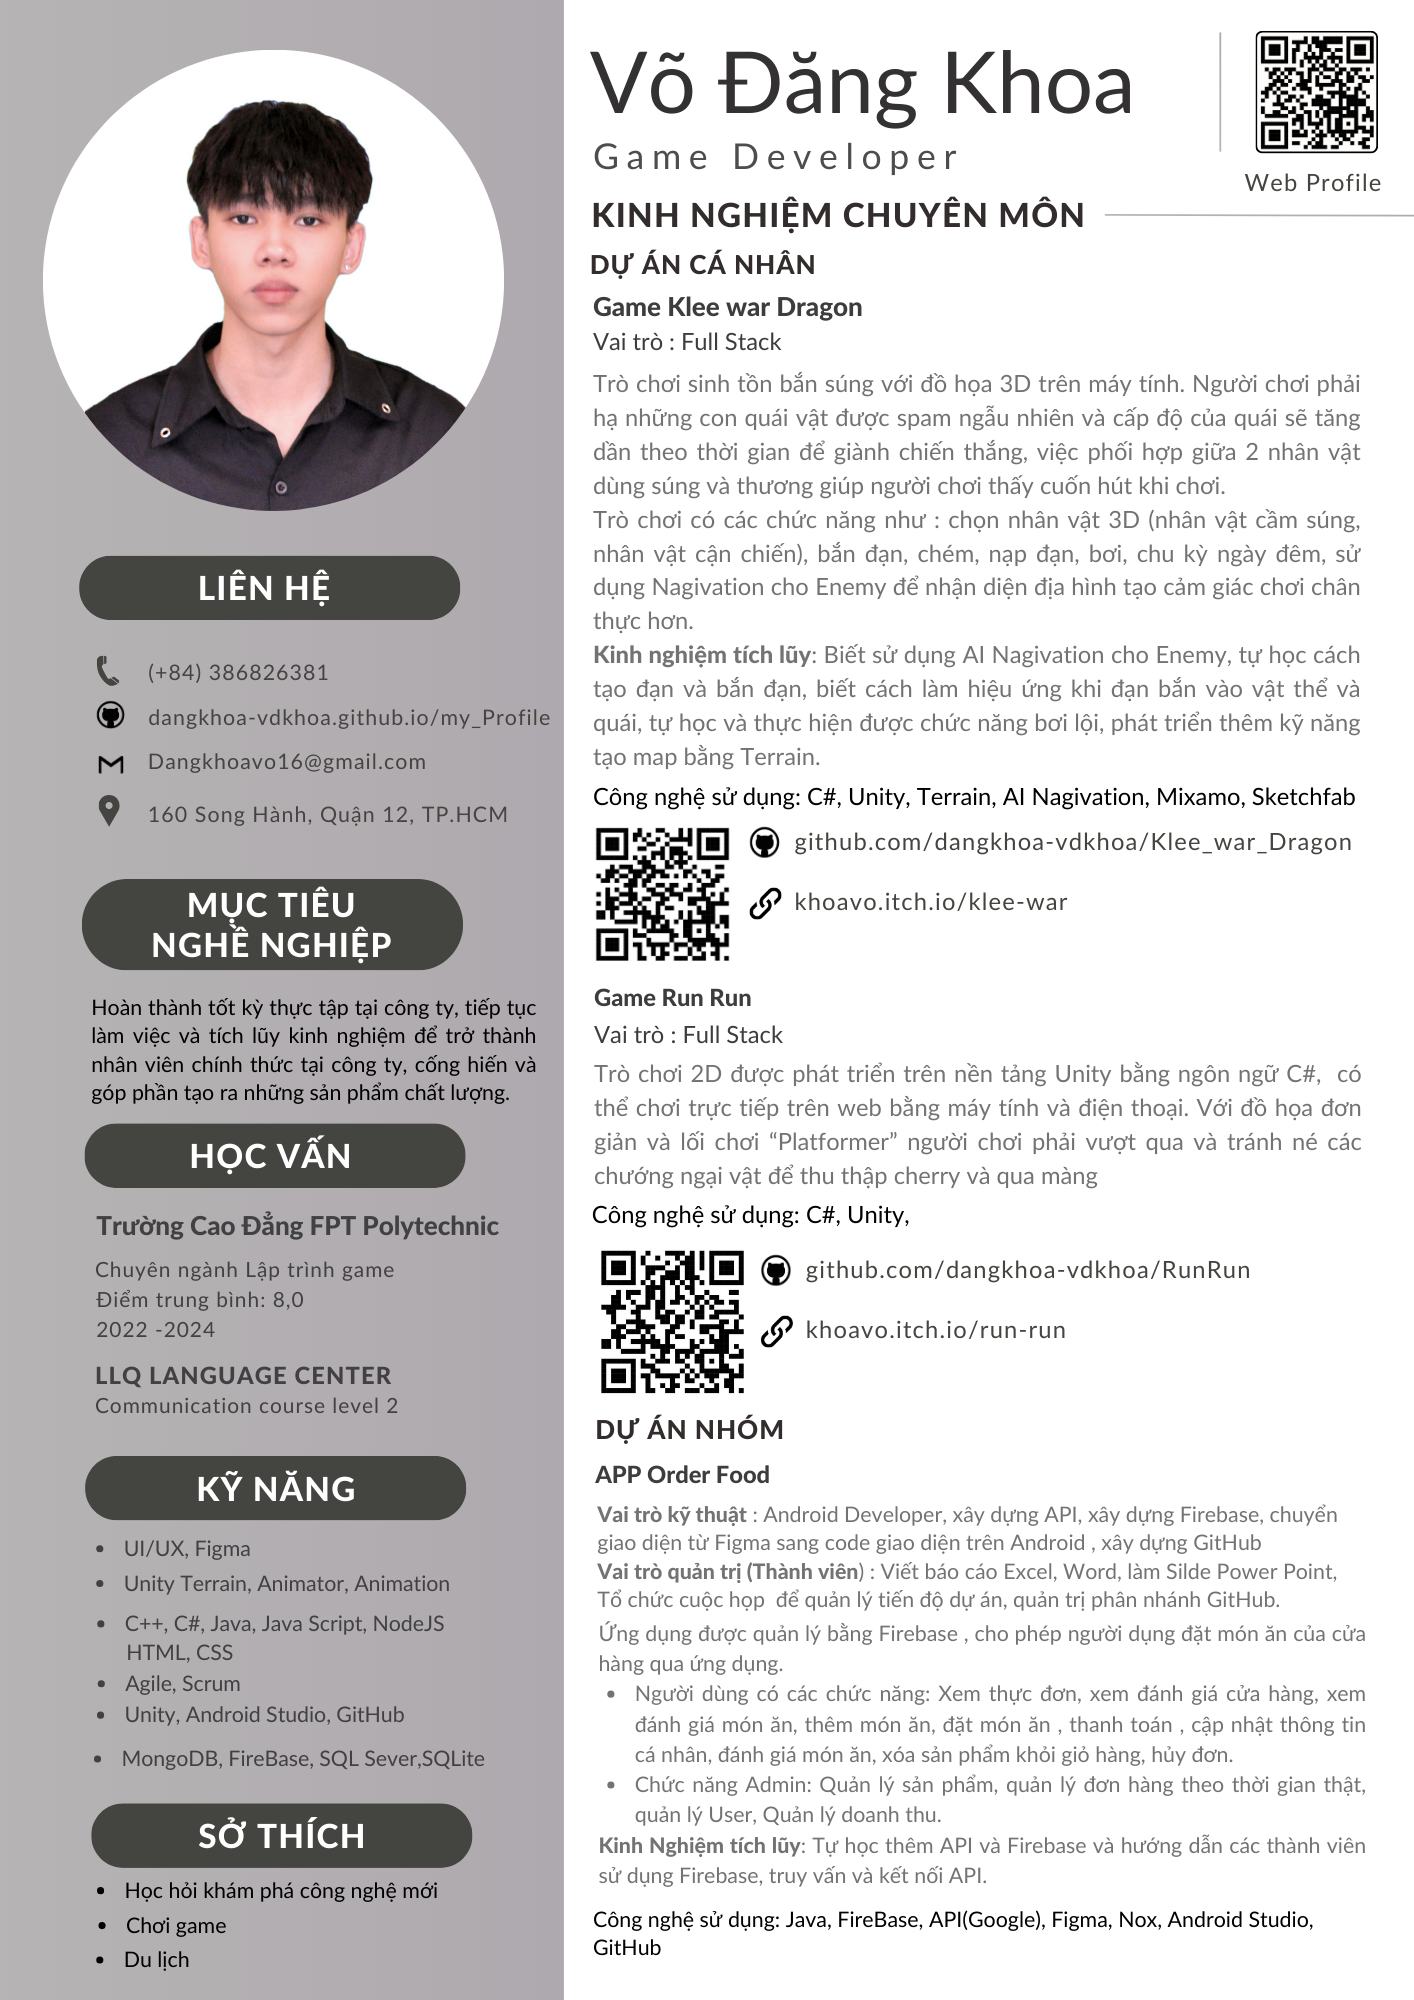 Võ Đăng Khoa
Game Developer
Web Profile
LIÊN HỆ
(+84) 386826381
dangkhoa-vdkhoa.github.io/my_Profile
Dangkhoavo16@gmail.com
160 Song Hành, Quận 12, TP.HCM
MỤC TIÊU
NGHỀ NGHIỆP
Hoàn thành tốt kỳ thực tập tại công ty, tiếp tục
làm việc và tích lũy kinh nghiệm để trở thành
nhân viên chính thức tại công ty, cống hiến và
góp phần tạo ra những sản phẩm chất lượng.
HỌC VẤN
Trường Cao Đẳng FPT Polytechnic
Chuyên ngành Lập trình game
Điểm trung bình: 8,0
2022 -2024
LLQ LANGUAGE CENTER
Communication course level 2
KỸ NĂNG
• UI/UX, Figma
• Unity Terrain, Animator, Animation
• C++, C#, Java, Java Script, NodeJS
HTML, CSS
• Agile, Scrum
• Unity, Android Studio, GitHub
• MongoDB, FireBase, SQL Sever,SQLite
SỞ THÍCH
• Học hỏi khám phá công nghệ mới
• Chơi game
• Du lịch
KINH NGHIỆM CHUYÊN MÔN
DỰ ÁN CÁ NHÂN
Game Klee war Dragon
Vai trò : Full Stack
Trò chơi sinh tồn bắn súng với đồ họa 3D trên máy tính. Người chơi phải
hạ những con quái vật được spam ngẫu nhiên và cấp độ của quái sẽ tăng
dần theo thời gian để giành chiến thắng, việc phối hợp giữa 2 nhân vật
dùng súng và thương giúp người chơi thấy cuốn hút khi chơi.
Trò chơi có các chức năng như : chọn nhân vật 3D (nhân vật cầm súng,
nhân vật cận chiến), bắn đạn, chém, nạp đạn, bơi, chu kỳ ngày đêm, sử
dụng Nagivation cho Enemy để nhận diện địa hình tạo cảm giác chơi chân
thực hơn.
Kinh nghiệm tích lũy: Biết sử dụng AI Nagivation cho Enemy, tự học cách
tạo đạn và bắn đạn, biết cách làm hiệu ứng khi đạn bắn vào vật thể và
quái, tự học và thực hiện được chức năng bơi lội, phát triển thêm kỹ năng
tạo map bằng Terrain.
Công nghệ sử dụng: C#, Unity, Terrain, AI Nagivation, Mixamo, Sketchfab
github.com/dangkhoa-vdkhoa/Klee_war_Dragon
khoavo.itch.io/klee-war
Game Run Run
Vai trò : Full Stack
Trò chơi 2D được phát triển trên nền tảng Unity bằng ngôn ngữ C#, có
thể chơi trực tiếp trên web bằng máy tính và điện thoại. Với đồ họa đơn
giản và lối chơi “Platformer” người chơi phải vượt qua và tránh né các
chướng ngại vật để thu thập cherry và qua màng
Công nghệ sử dụng: C#, Unity,
github.com/dangkhoa-vdkhoa/RunRun
khoavo.itch.io/run-run
DỰ ÁN NHÓM
APP Order Food
Vai trò kỹ thuật : Android Developer, xây dựng API, xây dựng Firebase, chuyển
giao diện từ Figma sang code giao diện trên Android , xây dựng GitHub
Vai trò quản trị (Thành viên) : Viết báo cáo Excel, Word, làm Silde Power Point,
Tổ chức cuộc họp để quản lý tiến độ dự án, quản trị phân nhánh GitHub.
Ứng dụng được quản lý bằng Firebase , cho phép người dụng đặt món ăn của cửa
hàng qua ứng dụng.
• Người dùng có các chức năng: Xem thực đơn, xem đánh giá cửa hàng, xem
đánh giá món ăn, thêm món ăn, đặt món ăn , thanh toán , cập nhật thông tin
cá nhân, đánh giá món ăn, xóa sản phẩm khỏi giỏ hàng, hủy đơn.
• Chức năng Admin: Quản lý sản phẩm, quản lý đơn hàng theo thời gian thật,
quản lý User, Quản lý doanh thu.
Kinh Nghiệm tích lũy: Tự học thêm API và Firebase và hướng dẫn các thành viên
sử dụng Firebase, truy vấn và kết nối API.
Công nghệ sử dụng: Java, FireBase, API(Google), Figma, Nox, Android Studio,
GitHub